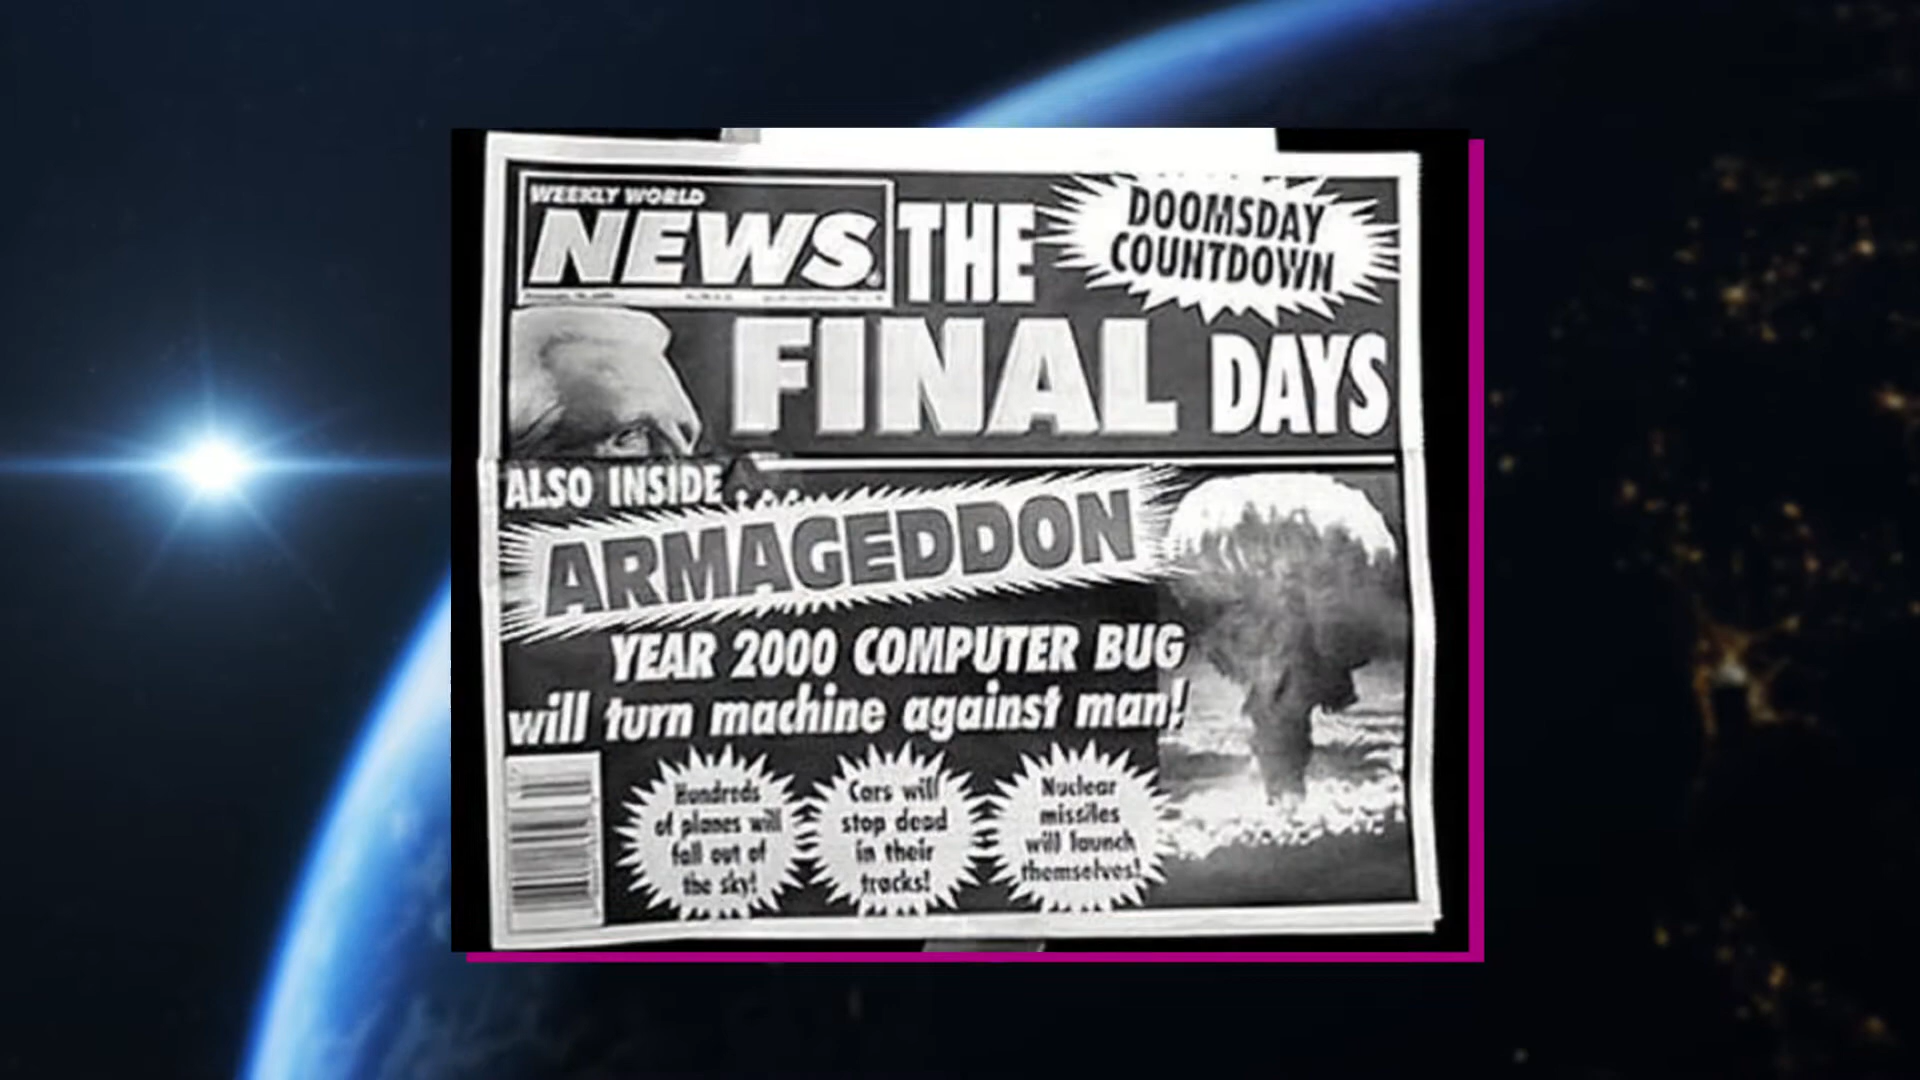 WEEKLY WORLD
NEWS
THE
DOOMSDAY
COUNTDOWN
FINAL DAYS
ALSO INSIDE
ARMAGEDDON
YEAR 2000 COMPUTER BUG
will turn machine against man!
Hundreds
of planes will
fall out of
the sky!
Cars will
stop dead
in their
tracks!
Nuclear
missiles
will launch
themselves!